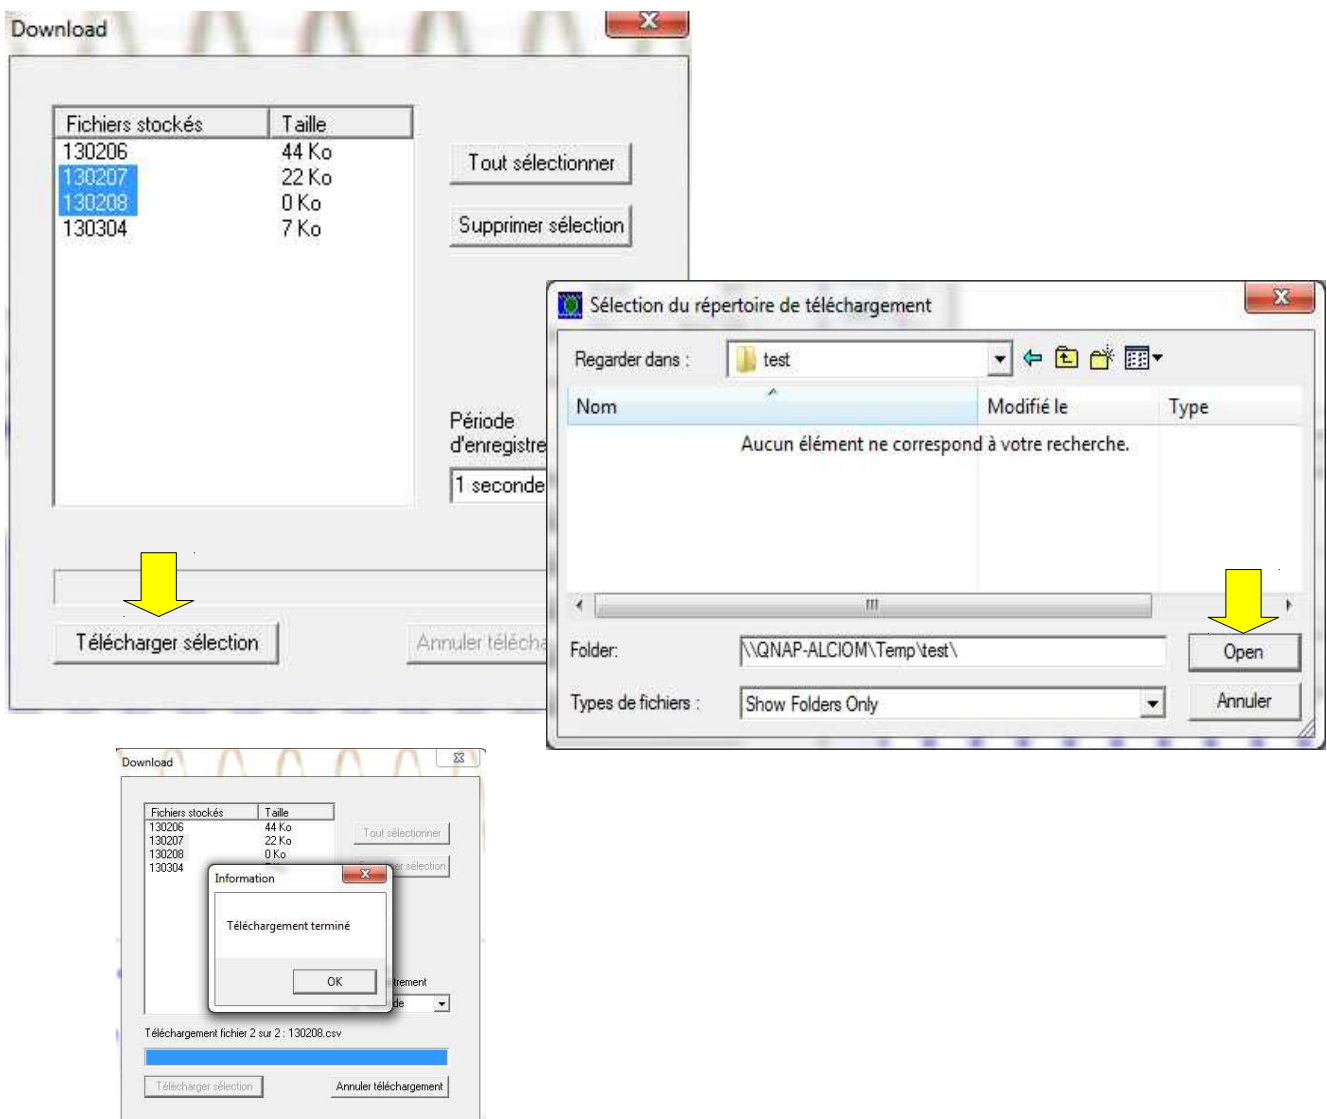 Download
Fichiers stockés Taille
130206 44 Ko
130207 22 Ko
130208 0 Ko
130304 7 Ko
Tout sélectionner
Supprimer sélection
Période
d'enregistre
1 seconde
Télécharger sélection
Annuler télécha
Sélection du répertoire de téléchargement
Regarder dans : test
Nom Modifié le Type
Aucun élément ne correspond à votre recherche.
Folder: \\QNAP-ALCIOM\Temp\test\ Open
Types de fichiers : Show Folders Only Annuler
Download
Fichiers stockés Taille
130206 44 Ko
130207 22 Ko
130208 0 Ko
130304
Tout sélectionner
er sélection
Information
Téléchargement terminé
OK
trement
de
Téléchargement fichier 2 sur 2 : 130208.csv
Télécharger sélection Annuler téléchargement